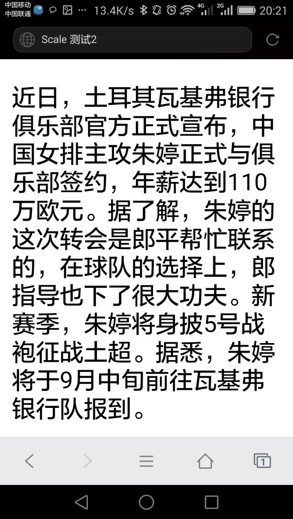 中国移动
中国联通
13.4K/s
4G
2G
20:21
Scale 测试2
近日，土耳其瓦基弗银行
俱乐部官方正式宣布，中
国女排主攻朱婷正式与俱
乐部签约，年薪达到110
万欧元。据了解，朱婷的
这次转会是郎平帮忙联系
的，在球队的选择上，郎
指导也下了很大功夫。新
赛季，朱婷将身披5号战
袍征战土超。据悉，朱婷
将于9月中旬前往瓦基弗
银行队报到。
1